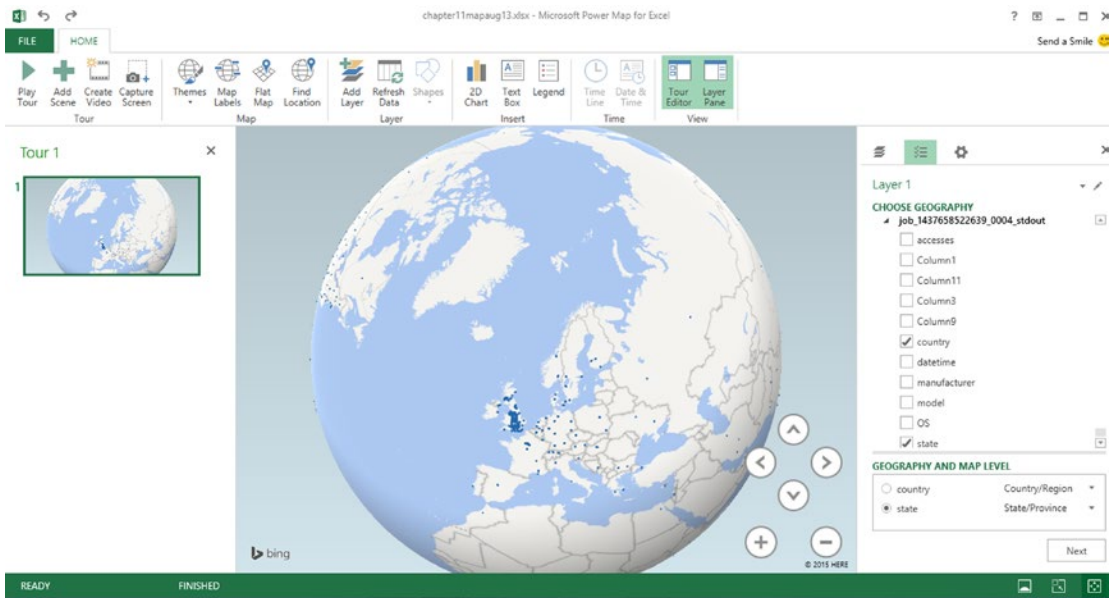 chapter11mapaug13.xlsx - Microsoft Power Map for Excel
?
FILE
HOME
Send a Smile
Play Tour
Add Scene
Create Video
Capture Screen
Tour
Themes
Map Labels
Flat Map
Find Location
Map
Add Layer
Refresh Data
Shapes
Layer
2D Chart
Text Box
Legend
Insert
Time Line
Date & Time
Time
Tour Editor
Layer Pane
View
Tour 1
1
bing
© 2015 HERE
Layer 1
CHOOSE GEOGRAPHY
job_1437658522639_0004_stdout
accesses
Column1
Column11
Column3
Column9
country
datetime
manufacturer
model
OS
state
GEOGRAPHY AND MAP LEVEL
country Country/Region
state State/Province
Next
READY FINISHED